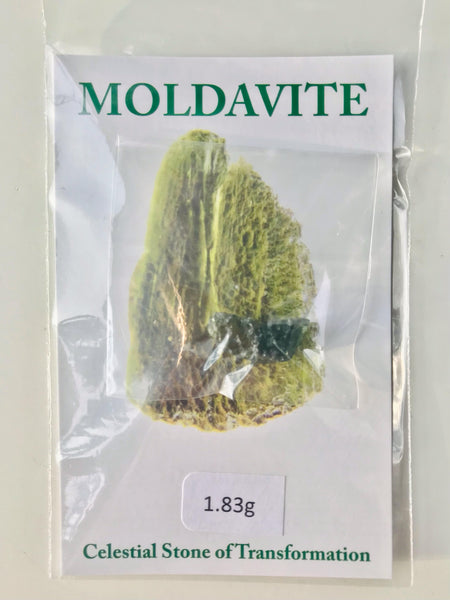 MOLDAVITE
1.83g
Celestial Stone of Transformation